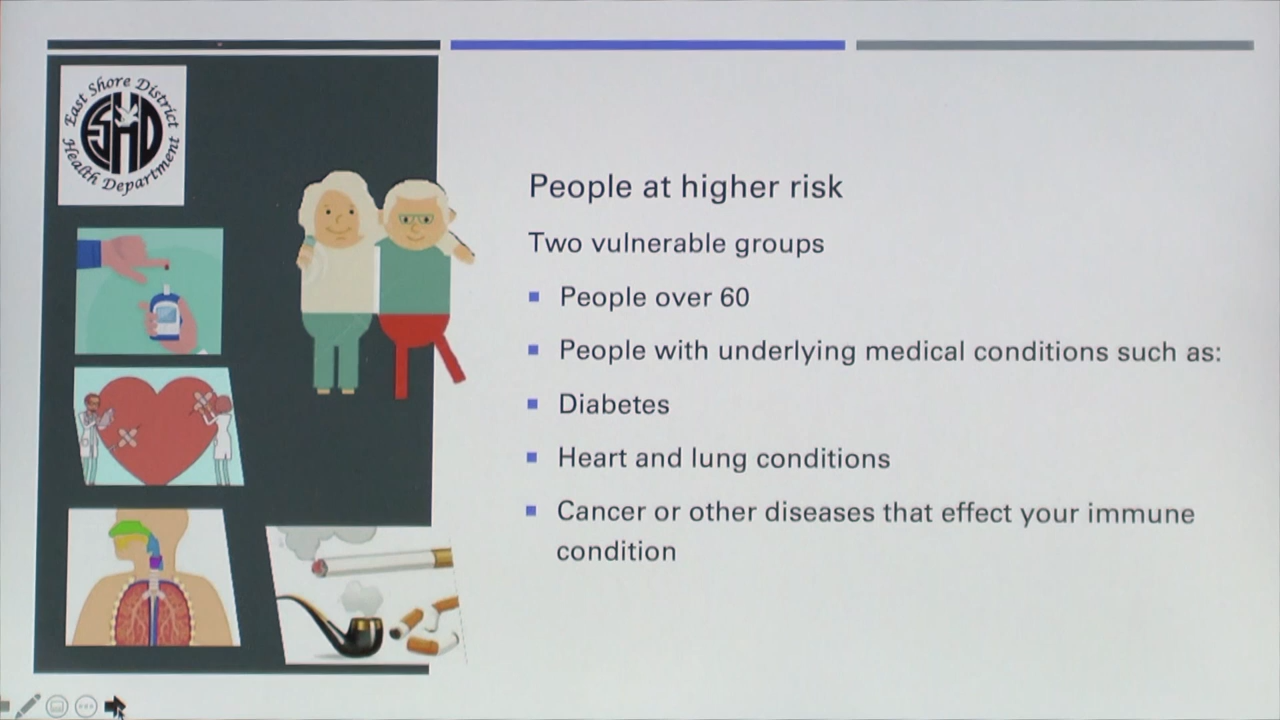 East Shore District
ESHD
Health Department
People at higher risk
Two vulnerable groups
People over 60
People with underlying medical conditions such as:
Diabetes
Heart and lung conditions
Cancer or other diseases that effect your immune
condition